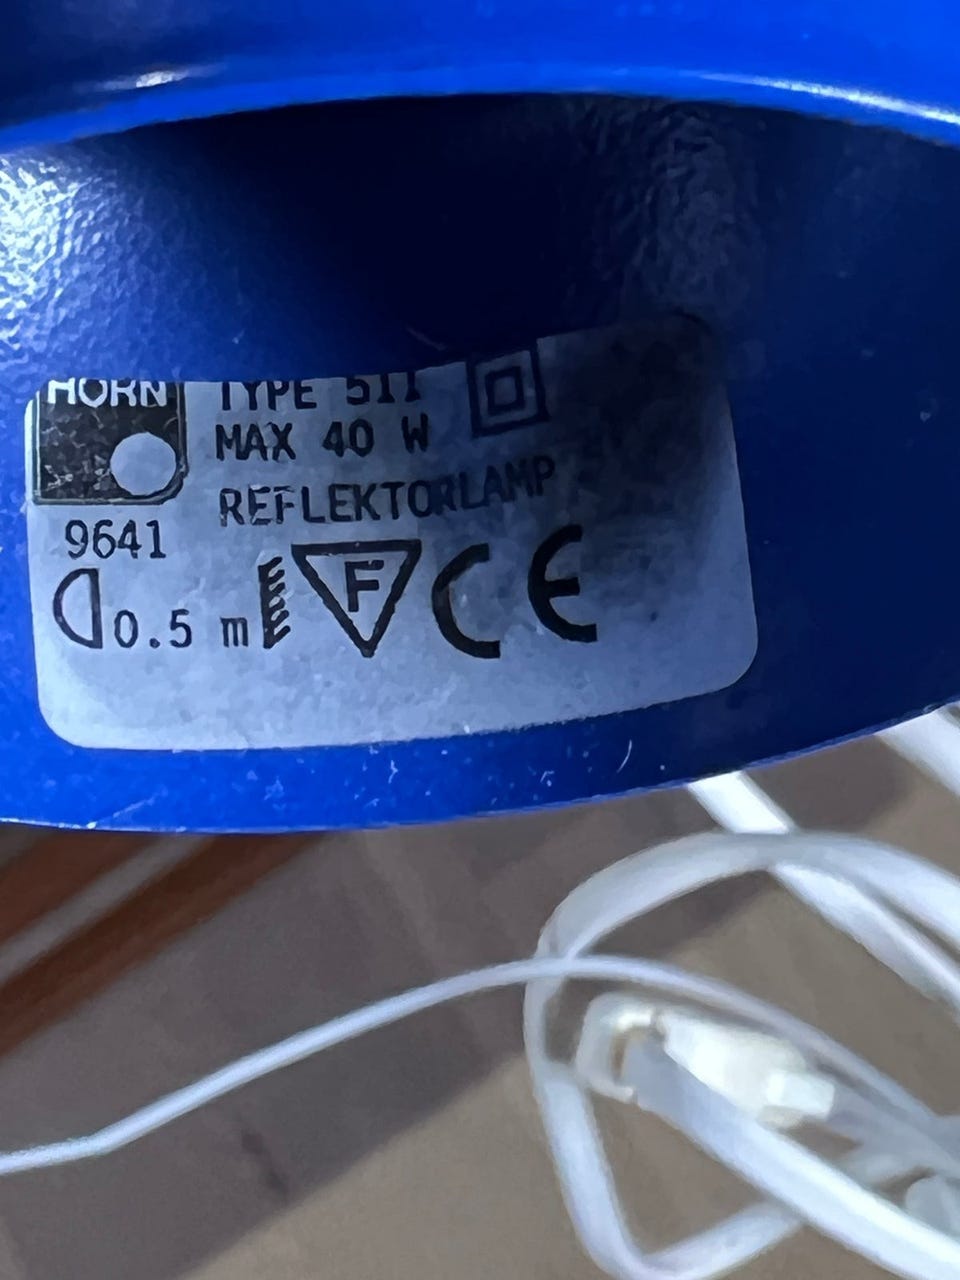 HORN
TYPE 511
MAX 40 W
REFLEKTORLAMP
9641
0.5 m
F
CE